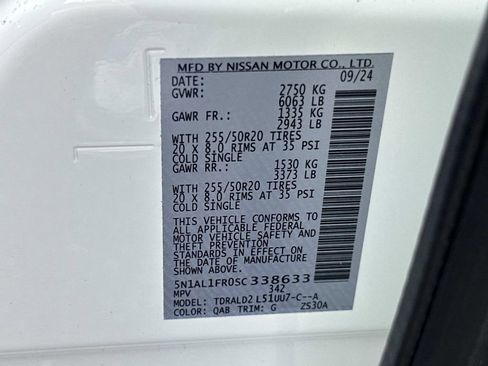 MFD BY NISSAN MOTOR CO., LTD.
DATE: 09/24
GVWR: 2750 KG
6063 LB
GAWR FR.: 1335 KG
2943 LB
WITH 255/50R20 TIRES
20 x 8.0 RIMS AT 35 PSI
COLD SINGLE
GAWR RR.: 1530 KG
3373 LB
WITH 255/50R20 TIRES
20 x 8.0 RIMS AT 35 PSI
COLD SINGLE
THIS VEHICLE CONFORMS TO
ALL APPLICABLE FEDERAL
MOTOR VEHICLE SAFETY AND
THEFT PREVENTION
STANDARDS IN EFFECT ON
THE DATE OF MANUFACTURE
SHOWN ABOVE.
5N1AL1FR0SC338633
MPV 342
MODEL: TDRALD2 L51UU7-C--A
COLOR: QAB TRIM: G ZS30A